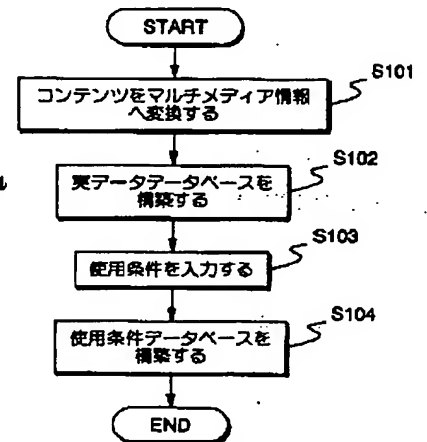 START
S101
コンテンツをマルチメディア情報
へ変換する
S102
実データデータベースを
構築する
S103
使用条件を入力する
S104
使用条件データベースを
構築する
END